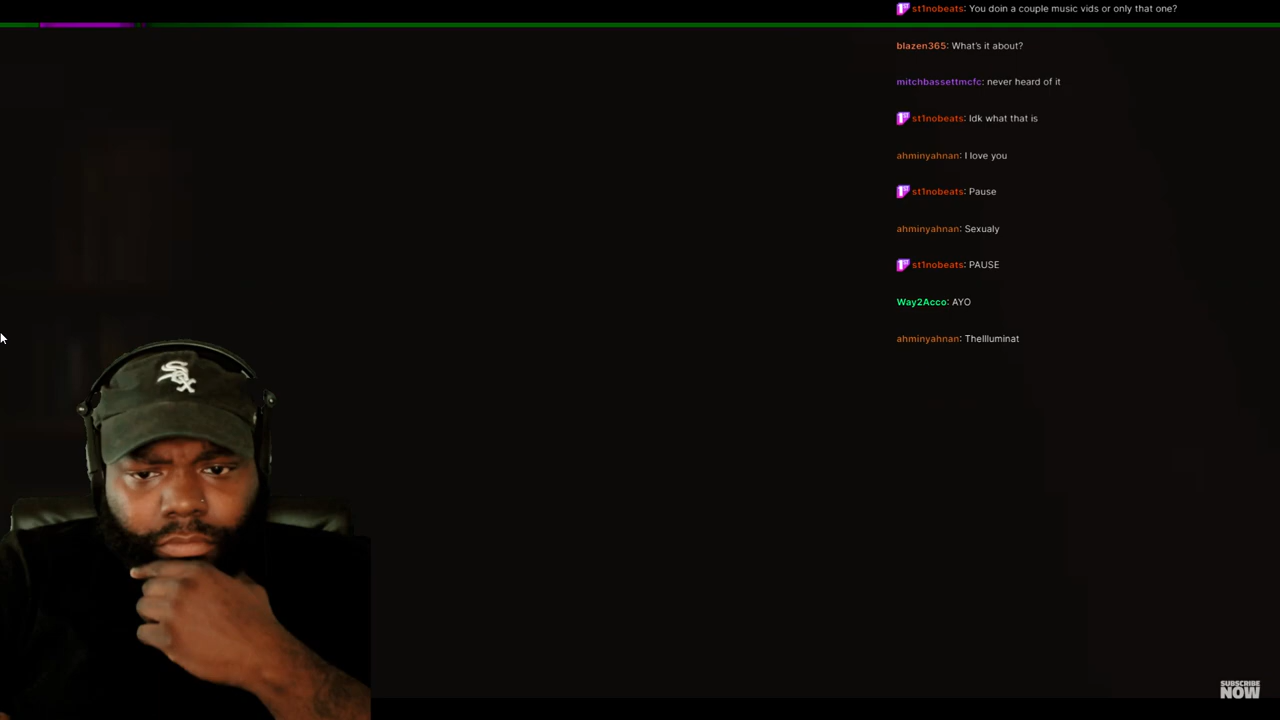 st1nobeats: You doin a couple music vids or only that one?
blazen365: What's it about?
mitchbassettmcfc: never heard of it
st1nobeats: Idk what that is
ahminyahnan: I love you
st1nobeats: Pause
ahminyahnan: Sexualy
st1nobeats: PAUSE
Way2Acco: AYO
ahminyahnan: TheIlluminat
SOX
SUBSCRIBE
NOW